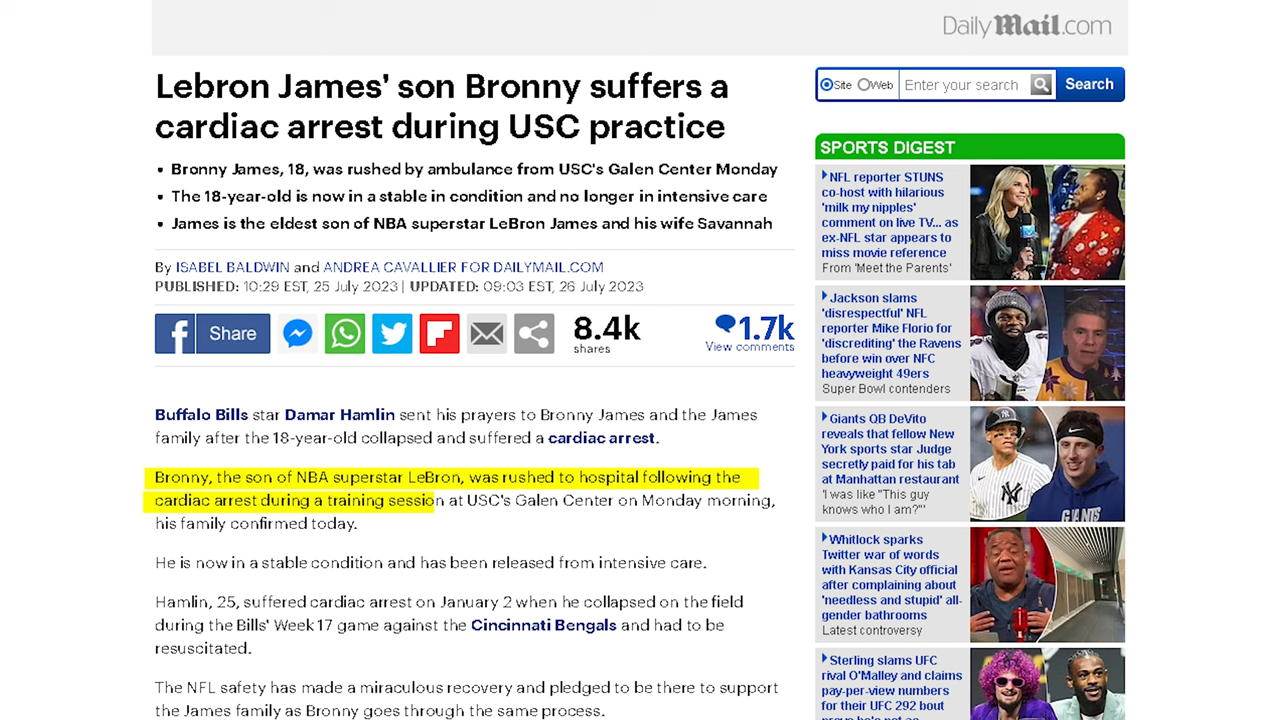 DailyMail.com
Lebron James' son Bronny suffers a
cardiac arrest during USC practice
• Bronny James, 18, was rushed by ambulance from USC's Galen Center Monday
• The 18-year-old is now in a stable in condition and no longer in intensive care
• James is the eldest son of NBA superstar LeBron James and his wife Savannah
By ISABEL BALDWIN and ANDREA CAVALLIER FOR DAILYMAIL.COM
PUBLISHED: 10:29 EST, 25 July 2023 | UPDATED: 09:03 EST, 26 July 2023
f Share
8.4k
shares
1.7k
View comments
Buffalo Bills star Damar Hamlin sent his prayers to Bronny James and the James
family after the 18-year-old collapsed and suffered a cardiac arrest.
Bronny, the son of NBA superstar LeBron, was rushed to hospital following the
cardiac arrest during a training session at USC's Galen Center on Monday morning,
his family confirmed today.
He is now in a stable condition and has been released from intensive care.
Hamlin, 25, suffered cardiac arrest on January 2 when he collapsed on the field
during the Bills' Week 17 game against the Cincinnati Bengals and had to be
resuscitated.
The NFL safety has made a miraculous recovery and pledged to be there to support
the James family as Bronny goes through the same process.
Site Web Enter your search Search
SPORTS DIGEST
NFL reporter STUNS
co-host with hilarious
'milk my nipples'
comment on live TV... as
ex-NFL star appears to
miss movie reference
From 'Meet the Parents'
Jackson slams
'disrespectful' NFL
reporter Mike Florio for
'discrediting' the Ravens
before win over NFC
heavyweight 49ers
Super Bowl contenders
Giants QB DeVito
reveals that fellow New
York sports star Judge
secretly paid for his tab
at Manhattan restaurant
'I was like "This guy
knows who I am?"'
GIANTS
Whitlock sparks
Twitter war of words
with Kansas City official
after complaining about
'needless and stupid' all-
gender bathrooms
Latest controversy
Sterling slams UFC
rival O'Malley and claims
pay-per-view numbers
for their UFC 292 bout